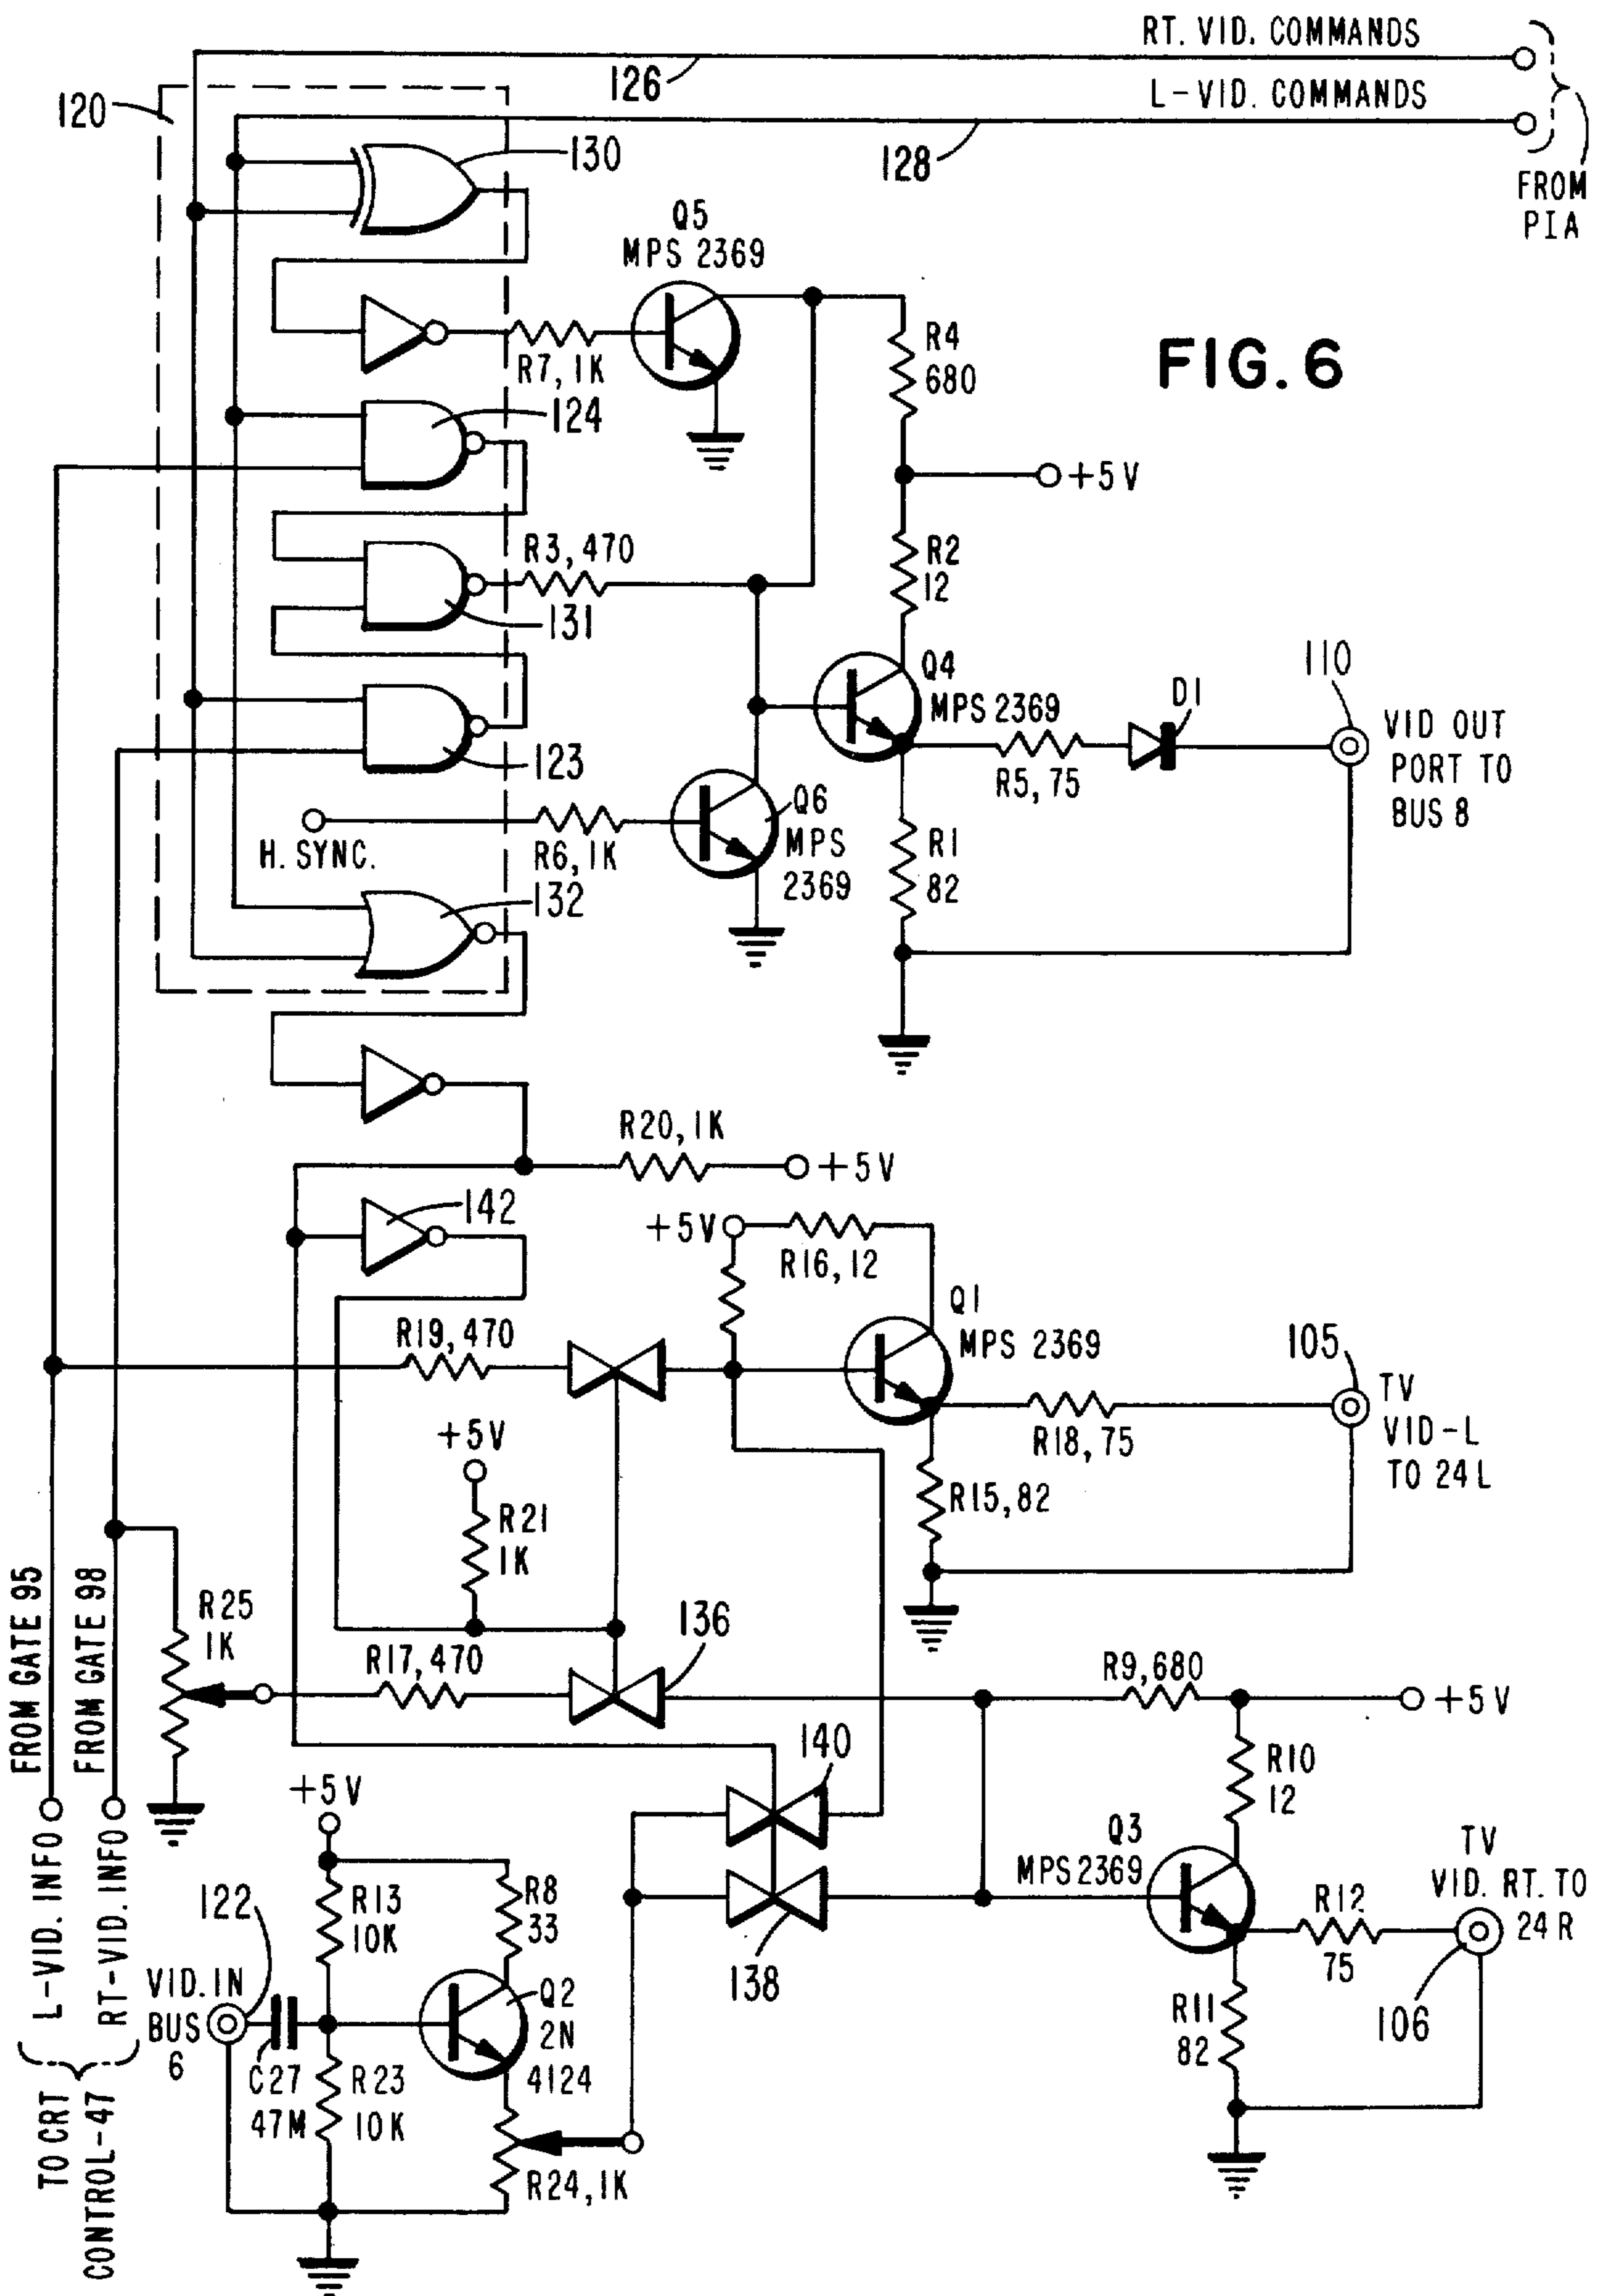 RT. VID. COMMANDS
126
L-VID. COMMANDS
128
FROM
PIA
120
130
Q5
MPS 2369
R7, 1K
R4
680
FIG. 6
124
+5V
R3, 470
131
R2
12
Q4
MPS 2369
D1
110
VID OUT
PORT TO
BUS 8
R5, 75
123
H. SYNC.
R6, 1K
Q6
MPS
2369
R1
82
132
R20, 1K
+5V
142
+5V
R16, 12
Q1
MPS 2369
R19, 470
105
TV
VID-L
TO 24L
R18, 75
+5V
R21
1K
R15, 82
FROM GATE 95
FROM GATE 98
R25
1K
R17, 470
136
R9, 680
+5V
140
R10
12
+5V
Q3
MPS2369
TV
VID. RT. TO
24R
R12
75
106
138
R11
82
L-VID. INFO
RT-VID. INFO
122
VID. IN
BUS
6
R13
10K
R8
33
Q2
2N
4124
C27
47M
R23
10K
R24, 1K
TO CRT
CONTROL-47